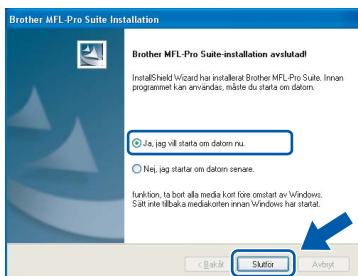 Brother MFL-Pro Suite Installation
Brother MFL-Pro Suite-installation avslutad!
InstallShield Wizard har installerat Brother MFL-Pro Suite. Innan
programmet kan användas, måste du starta om datorn.
Ja, jag vill starta om datorn nu.
Nej, jag startar om datorn senare.
funktion, ta bort alla media kort före omstart av Windows.
Sätt inte tillbaka mediakorten innan Windows har startat.
< Bakåt
Slutför
Avbryt